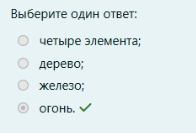 Выберите один ответ:
четыре элемента;
дерево;
железо;
огонь.